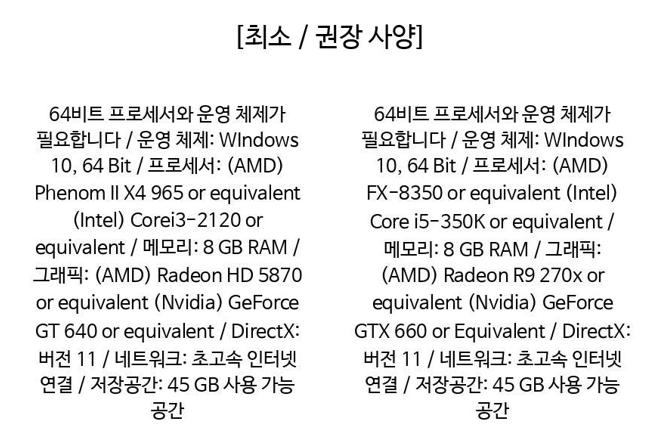 [최소 / 권장 사양]
64비트 프로세서와 운영 체제가
필요합니다 / 운영 체제: WIndows
10, 64 Bit / 프로세서: (AMD)
Phenom II X4 965 or equivalent
(Intel) Corei3-2120 or
equivalent / 메모리: 8 GB RAM /
그래픽: (AMD) Radeon HD 5870
or equivalent (Nvidia) GeForce
GT 640 or equivalent / DirectX:
버전 11 / 네트워크: 초고속 인터넷
연결 / 저장공간: 45 GB 사용 가능
공간
64비트 프로세서와 운영 체제가
필요합니다 / 운영 체제: WIndows
10, 64 Bit / 프로세서: (AMD)
FX-8350 or equivalent (Intel)
Core i5-350K or equivalent /
메모리: 8 GB RAM / 그래픽:
(AMD) Radeon R9 270x or
equivalent (Nvidia) GeForce
GTX 660 or Equivalent / DirectX:
버전 11 / 네트워크: 초고속 인터넷
연결 / 저장공간: 45 GB 사용 가능
공간